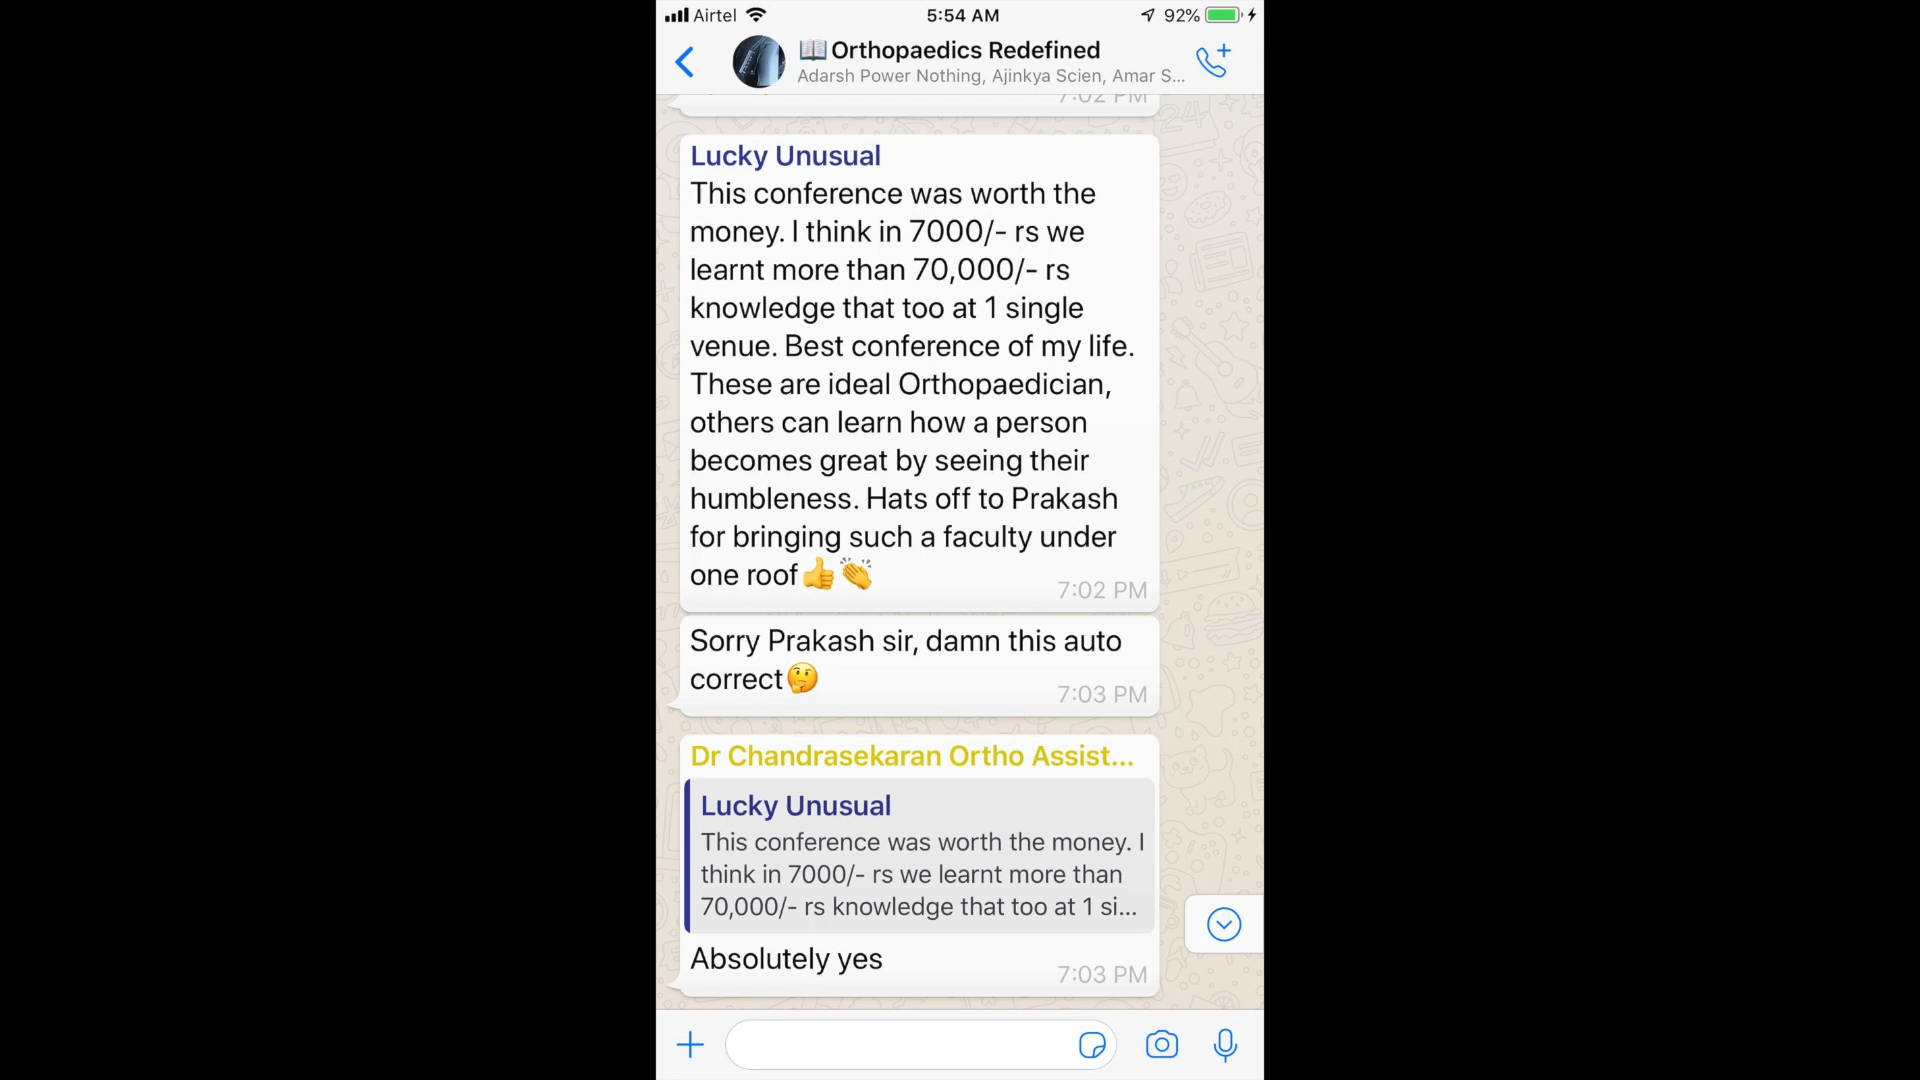 Airtel 5:54 AM 92%
📖Orthopaedics Redefined
Adarsh Power Nothing, Ajinkya Scien, Amar S...
7:02 PM
Lucky Unusual
This conference was worth the
money. I think in 7000/- rs we
learnt more than 70,000/- rs
knowledge that too at 1 single
venue. Best conference of my life.
These are ideal Orthopaedician,
others can learn how a person
becomes great by seeing their
humbleness. Hats off to Prakash
for bringing such a faculty under
one roof👍👏
7:02 PM
Sorry Prakash sir, damn this auto
correct🤔
7:03 PM
Dr Chandrasekaran Ortho Assist...
Lucky Unusual
This conference was worth the money. I
think in 7000/- rs we learnt more than
70,000/- rs knowledge that too at 1 si...
Absolutely yes
7:03 PM